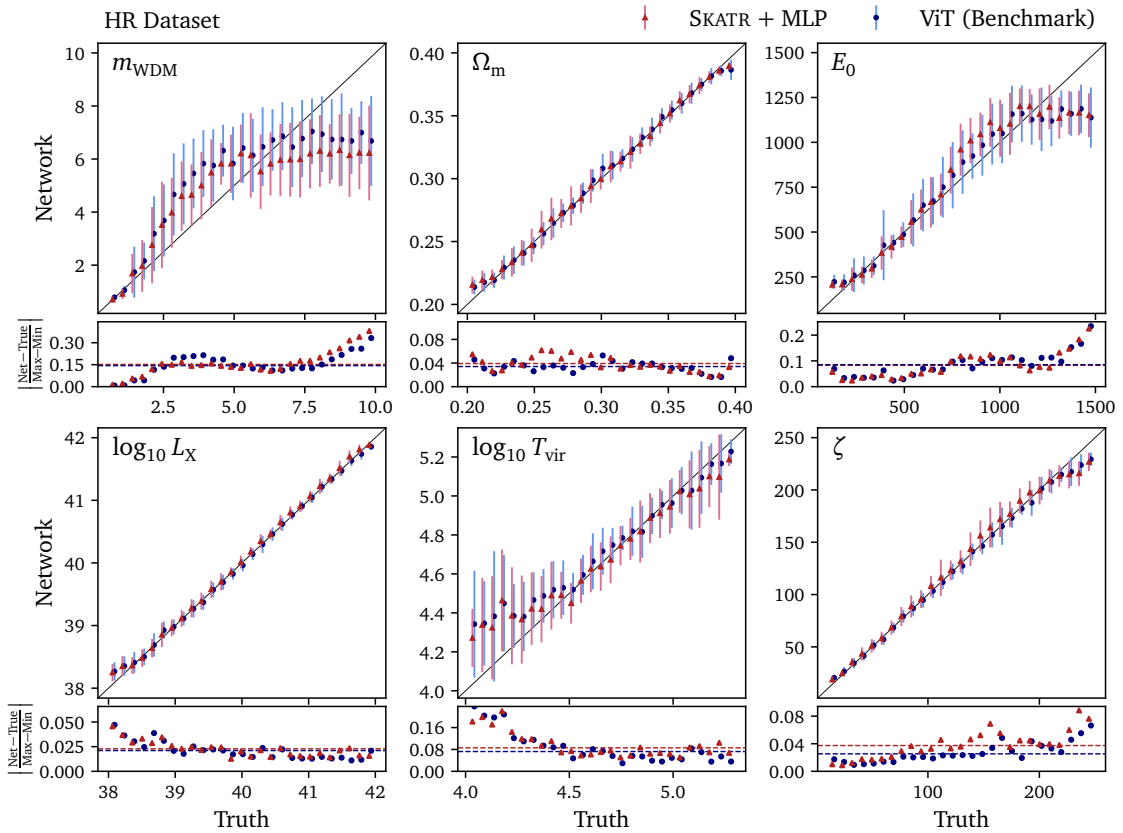 HR Dataset
SKATR + MLP
ViT (Benchmark)
m_WDM
Ω_m
E_0
Network
10
8
6
4
2
0.40
0.35
0.30
0.25
0.20
1500
1250
1000
750
500
250
|Net−True / Max−Min|
0.30
0.15
0.00
0.08
0.04
0.00
0.2
0.1
0.0
2.5 5.0 7.5 10.0
0.20 0.25 0.30 0.35 0.40
500 1000 1500
log₁₀ L_X
log₁₀ T_vir
ζ
Network
42
41
40
39
38
5.2
5.0
4.8
4.6
4.4
4.2
4.0
250
200
150
100
50
|Net−True / Max−Min|
0.050
0.025
0.000
0.16
0.08
0.00
0.08
0.04
0.00
38 39 40 41 42
4.0 4.5 5.0
100 200
Truth
Truth
Truth